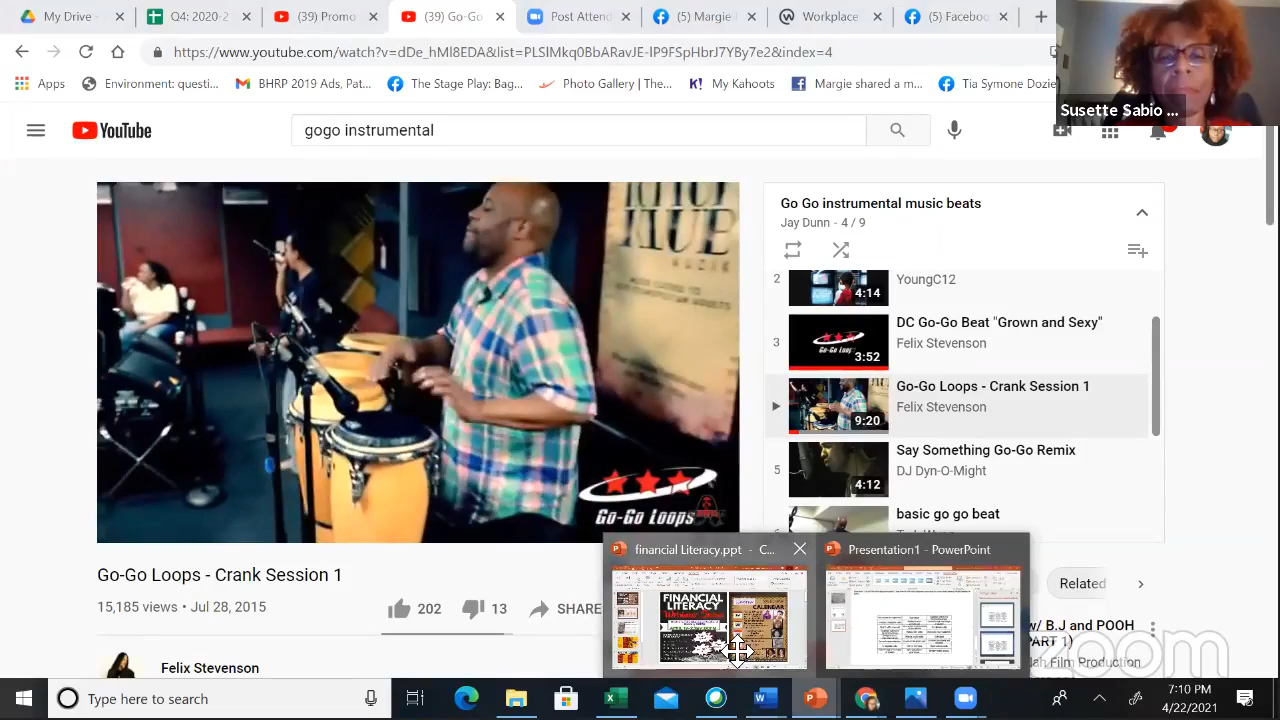 My Drive -
Q4: 2020-2
(39) Promo
(39) Go-Go
Post Attend
(4) Margie I
Workplace
(5) Faceboo
https://www.youtube.com/watch?v=dDe_hMl8EDA&list=PLSlMkq0BbARavJE-lP9FSpHbrJ7YBy7e2&index=4
Apps
Environment: questi...
BHRP 2019 Ads, Pal...
The Stage Play: Bag...
Photo Gallery | The...
My Kahoots
Margie shared a m...
Tia Symone Dozie
Susette Sabio ...
YouTube
gogo instrumental
Go Go instrumental music beats
Jay Dunn - 4 / 9
2
YoungC12
4:14
3
DC Go-Go Beat "Grown and Sexy"
Felix Stevenson
3:52
Go-Go Loops - Crank Session 1
Felix Stevenson
9:20
5
Say Something Go-Go Remix
DJ Dyn-O-Might
4:12
basic go go beat
Go-Go Loops
Go-Go Loops - Crank Session 1
15,185 views • Jul 28, 2015
202
13
SHARE
Felix Stevenson
financial Literacy.ppt - C...
Presentation1 - PowerPoint
FINANCIAL
LITERACY
Related
w/ B.J and POOH
PART 1)
lah Film Production
zoom
Type here to search
7:10 PM
4/22/2021